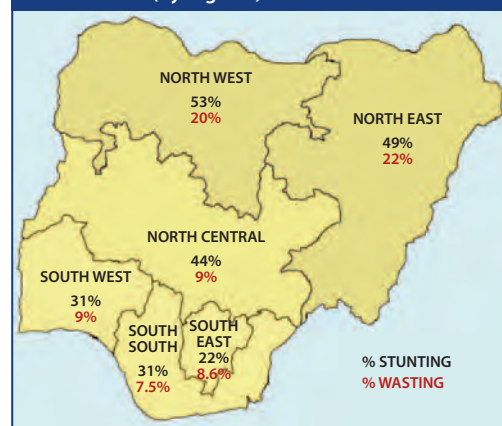 NORTH WEST
53%
20%
NORTH EAST
49%
22%
NORTH CENTRAL
44%
9%
SOUTH WEST
31%
9%
SOUTH
SOUTH
31%
7.5%
SOUTH
EAST
22%
8.6%
% STUNTING
% WASTING